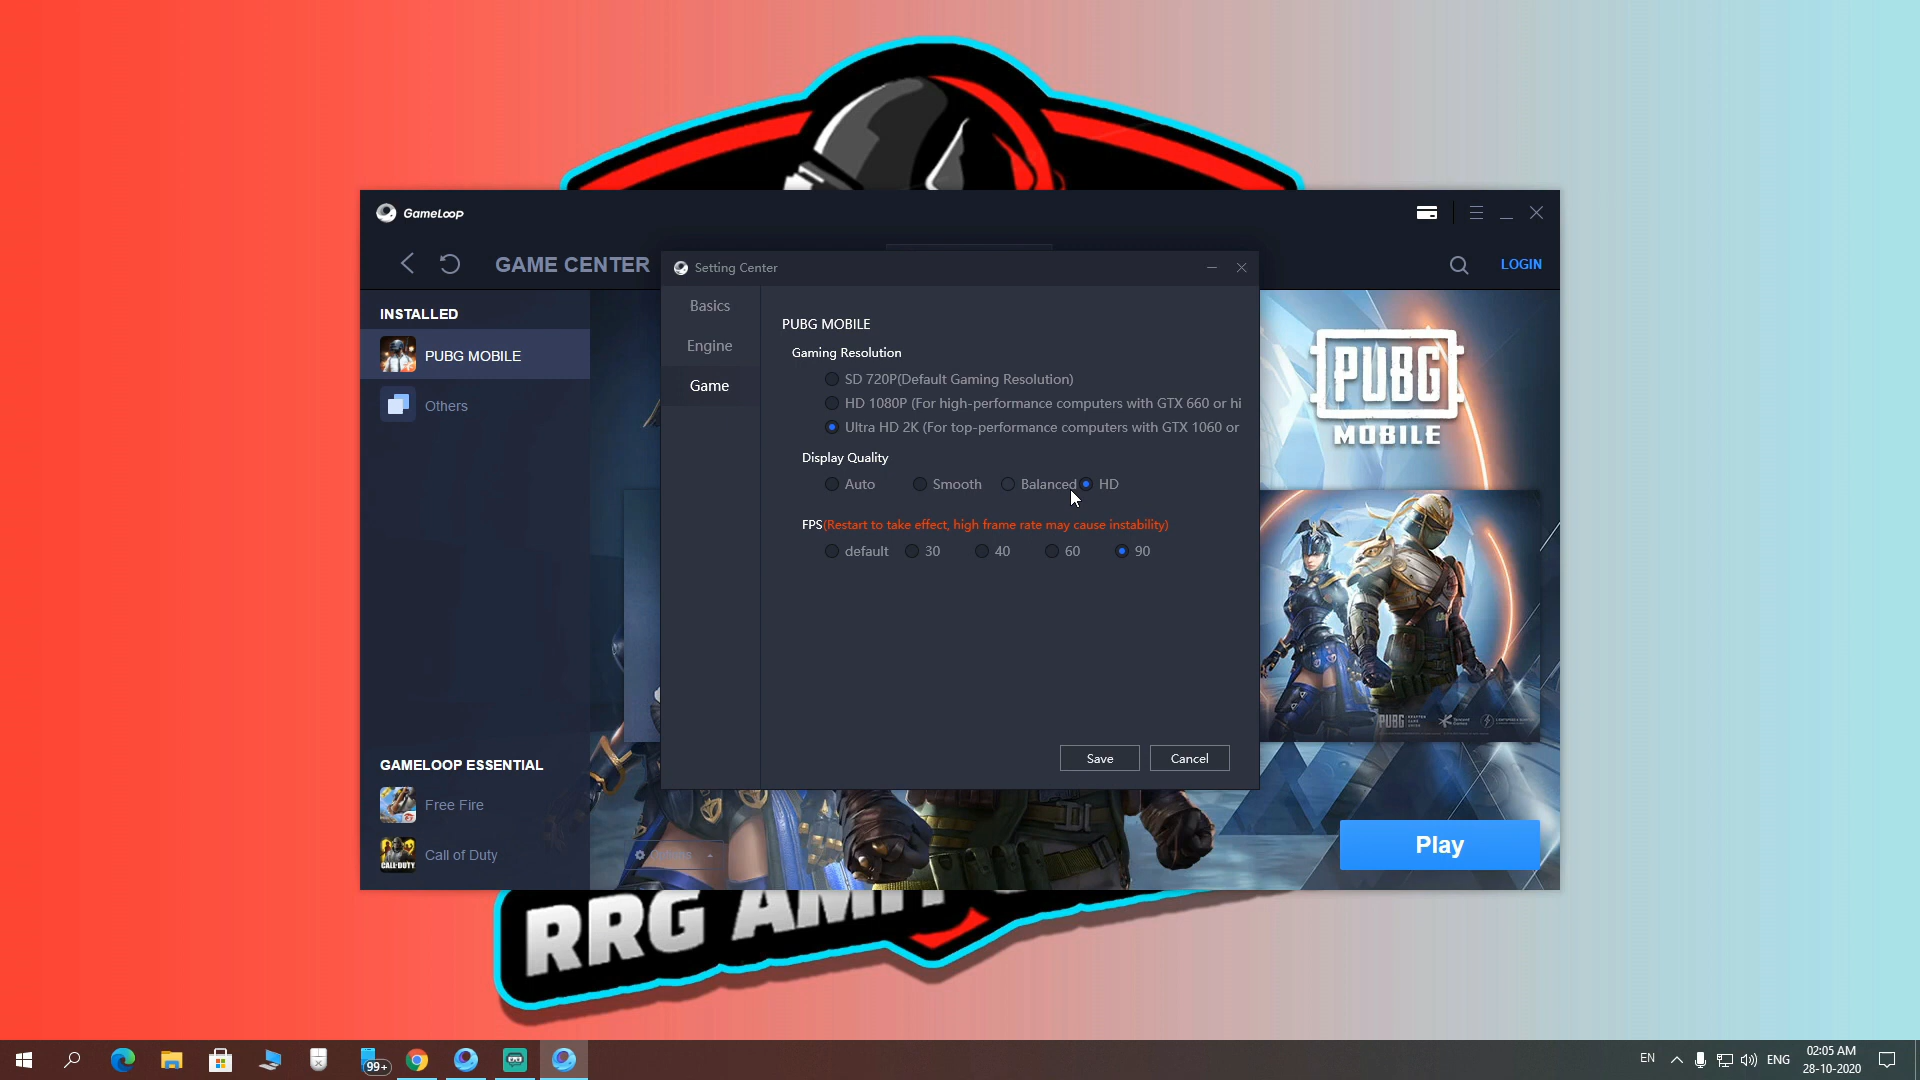 GameLoop
GAME CENTER
LOGIN
INSTALLED
PUBG MOBILE
Others
GAMELOOP ESSENTIAL
Free Fire
Call of Duty
Setting Center
Basics
Engine
Game
PUBG MOBILE
Gaming Resolution
SD 720P(Default Gaming Resolution)
HD 1080P (For high-performance computers with GTX 660 or hi
Ultra HD 2K (For top-performance computers with GTX 1060 or
Display Quality
Auto Smooth Balanced HD
FPS(Restart to take effect, high frame rate may cause instability)
default 30 40 60 90
Save Cancel
PUBG
MOBILE
PUBG
Play
RRG
CALL·DUTY
99+
EN
ENG
02:05 AM
28-10-2020